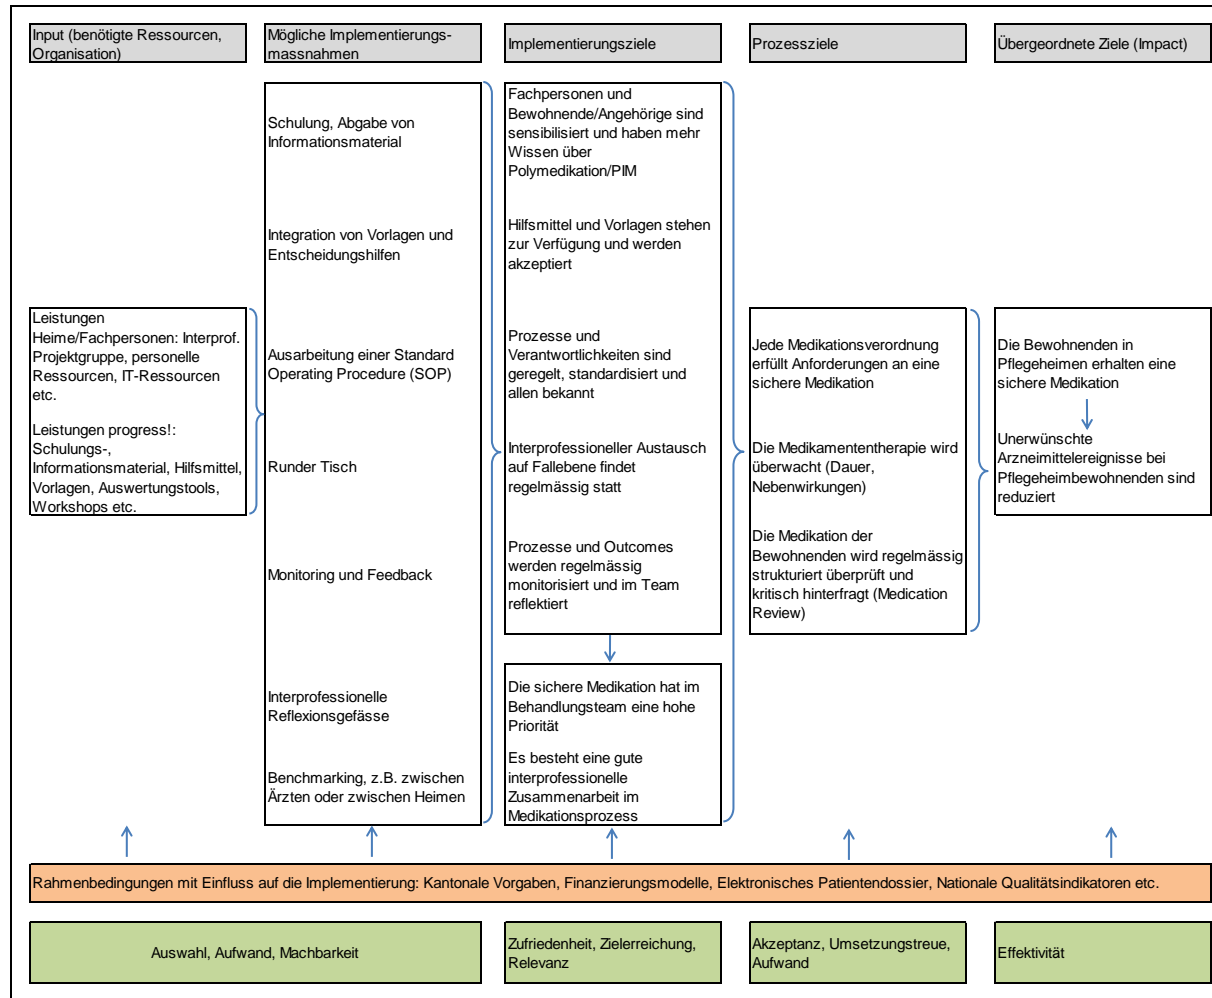 Input (benötigte Ressourcen,
Organisation)
Mögliche Implementierungs-
massnahmen
Implementierungsziele
Prozessziele
Übergeordnete Ziele (Impact)
Leistungen
Heime/Fachpersonen: Interprof.
Projektgruppe, personelle
Ressourcen, IT-Ressourcen
etc.
Leistungen progress!:
Schulungs-,
Informationsmaterial, Hilfsmittel,
Vorlagen, Auswertungstools,
Workshops etc.
Schulung, Abgabe von
Informationsmaterial
Integration von Vorlagen und
Entscheidungshilfen
Ausarbeitung einer Standard
Operating Procedure (SOP)
Runder Tisch
Monitoring und Feedback
Interprofessionelle
Reflexionsgefässe
Benchmarking, z.B. zwischen
Ärzten oder zwischen Heimen
Fachpersonen und
Bewohnende/Angehörige sind
sensibilisiert und haben mehr
Wissen über
Polymedikation/PIM
Hilfsmittel und Vorlagen stehen
zur Verfügung und werden
akzeptiert
Prozesse und
Verantwortlichkeiten sind
geregelt, standardisiert und
allen bekannt
Interprofessioneller Austausch
auf Fallebene findet
regelmässig statt
Prozesse und Outcomes
werden regelmässig
monitorisiert und im Team
reflektiert
Die sichere Medikation hat im
Behandlungsteam eine hohe
Priorität
Es besteht eine gute
interprofessionelle
Zusammenarbeit im
Medikationsprozess
Jede Medikationsverordnung
erfüllt Anforderungen an eine
sichere Medikation
Die Medikamententherapie wird
überwacht (Dauer,
Nebenwirkungen)
Die Medikation der
Bewohnenden wird regelmässig
strukturiert überprüft und
kritisch hinterfragt (Medication
Review)
Die Bewohnenden in
Pflegeheimen erhalten eine
sichere Medikation
Unerwünschte
Arzneimittelereignisse bei
Pflegeheimbewohnenden sind
reduziert
Rahmenbedingungen mit Einfluss auf die Implementierung: Kantonale Vorgaben, Finanzierungsmodelle, Elektronisches Patientendossier, Nationale Qualitätsindikatoren etc.
Auswahl, Aufwand, Machbarkeit
Zufriedenheit, Zielerreichung,
Relevanz
Akzeptanz, Umsetzungstreue,
Aufwand
Effektivität